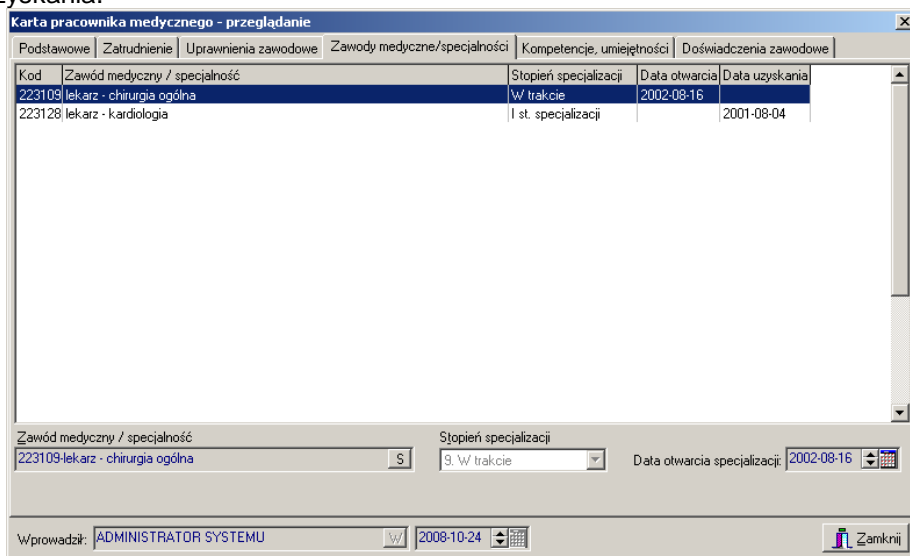 yskania.
Karta pracownika medycznego - przeglądanie
Podstawowe Zatrudnienie Uprawnienia zawodowe Zawody medyczne/specjalności Kompetencje, umiejętności Doświadczenia zawodowe
Kod Zawód medyczny / specjalność Stopień specjalizacji Data otwarcia Data uzyskania
223109 lekarz - chirurgia ogólna W trakcie 2002-08-16
223128 lekarz - kardiologia I st. specjalizacji 2001-08-04
Zawód medyczny / specjalność Stopień specjalizacji
223109-lekarz - chirurgia ogólna S 9. W trakcie Data otwarcia specjalizacji: 2002-08-16
Wprowadził: ADMINISTRATOR SYSTEMU W 2008-10-24 Zamknij